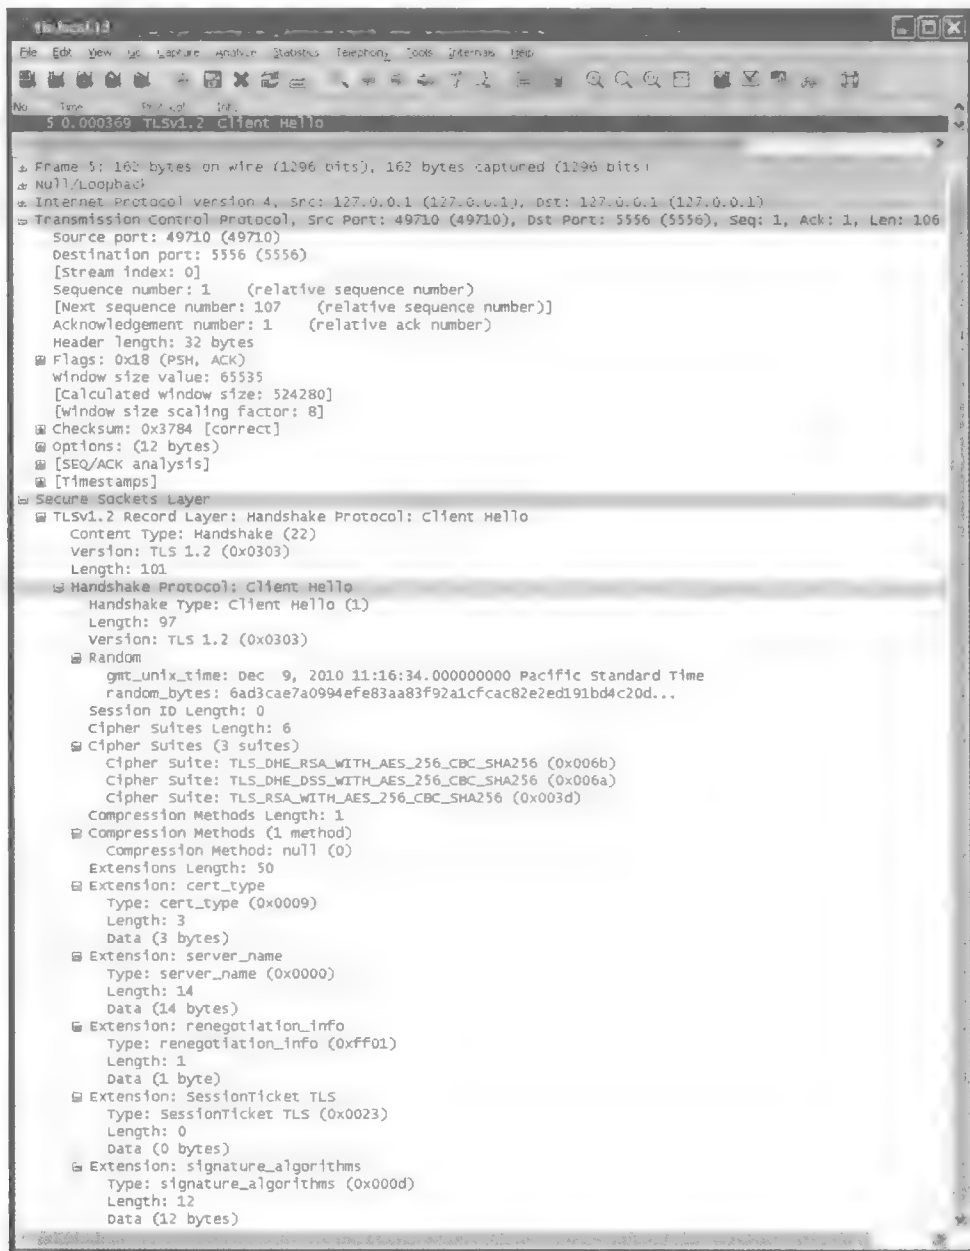 File Edit View Go Capture Analyze Statistics Telephony Tools Internals Help
No. Time Protocol Info
5 0.000369 TLSv1.2 Client Hello
Frame 5: 162 bytes on wire (1296 bits), 162 bytes captured (1296 bits)
Null/Loopback
Internet Protocol Version 4, Src: 127.0.0.1 (127.0.0.1), Dst: 127.0.0.1 (127.0.0.1)
Transmission Control Protocol, Src Port: 49710 (49710), Dst Port: 5556 (5556), Seq: 1, Ack: 1, Len: 106
Source port: 49710 (49710)
Destination port: 5556 (5556)
[Stream index: 0]
Sequence number: 1 (relative sequence number)
[Next sequence number: 107 (relative sequence number)]
Acknowledgement number: 1 (relative ack number)
Header length: 32 bytes
Flags: 0x18 (PSH, ACK)
Window size value: 65535
[Calculated window size: 524280]
[Window size scaling factor: 8]
Checksum: 0x3784 [correct]
Options: (12 bytes)
[SEQ/ACK analysis]
[Timestamps]
Secure Sockets Layer
TLSv1.2 Record Layer: Handshake Protocol: Client Hello
Content Type: Handshake (22)
Version: TLS 1.2 (0x0303)
Length: 101
Handshake Protocol: Client Hello
Handshake Type: Client Hello (1)
Length: 97
Version: TLS 1.2 (0x0303)
Random
gmt_unix_time: Dec 9, 2010 11:16:34.000000000 Pacific Standard Time
random_bytes: 6ad3cae7a0994efe83aa83f92a1cfcac82e2ed191bd4c20d...
Session ID Length: 0
Cipher Suites Length: 6
Cipher Suites (3 suites)
Cipher Suite: TLS_DHE_RSA_WITH_AES_256_CBC_SHA256 (0x006b)
Cipher Suite: TLS_DHE_DSS_WITH_AES_256_CBC_SHA256 (0x006a)
Cipher Suite: TLS_RSA_WITH_AES_256_CBC_SHA256 (0x003d)
Compression Methods Length: 1
Compression Methods (1 method)
Compression Method: null (0)
Extensions Length: 50
Extension: cert_type
Type: cert_type (0x0009)
Length: 3
Data (3 bytes)
Extension: server_name
Type: server_name (0x0000)
Length: 14
Data (14 bytes)
Extension: renegotiation_info
Type: renegotiation_info (0xff01)
Length: 1
Data (1 byte)
Extension: SessionTicket TLS
Type: SessionTicket TLS (0x0023)
Length: 0
Data (0 bytes)
Extension: signature_algorithms
Type: signature_algorithms (0x000d)
Length: 12
Data (12 bytes)